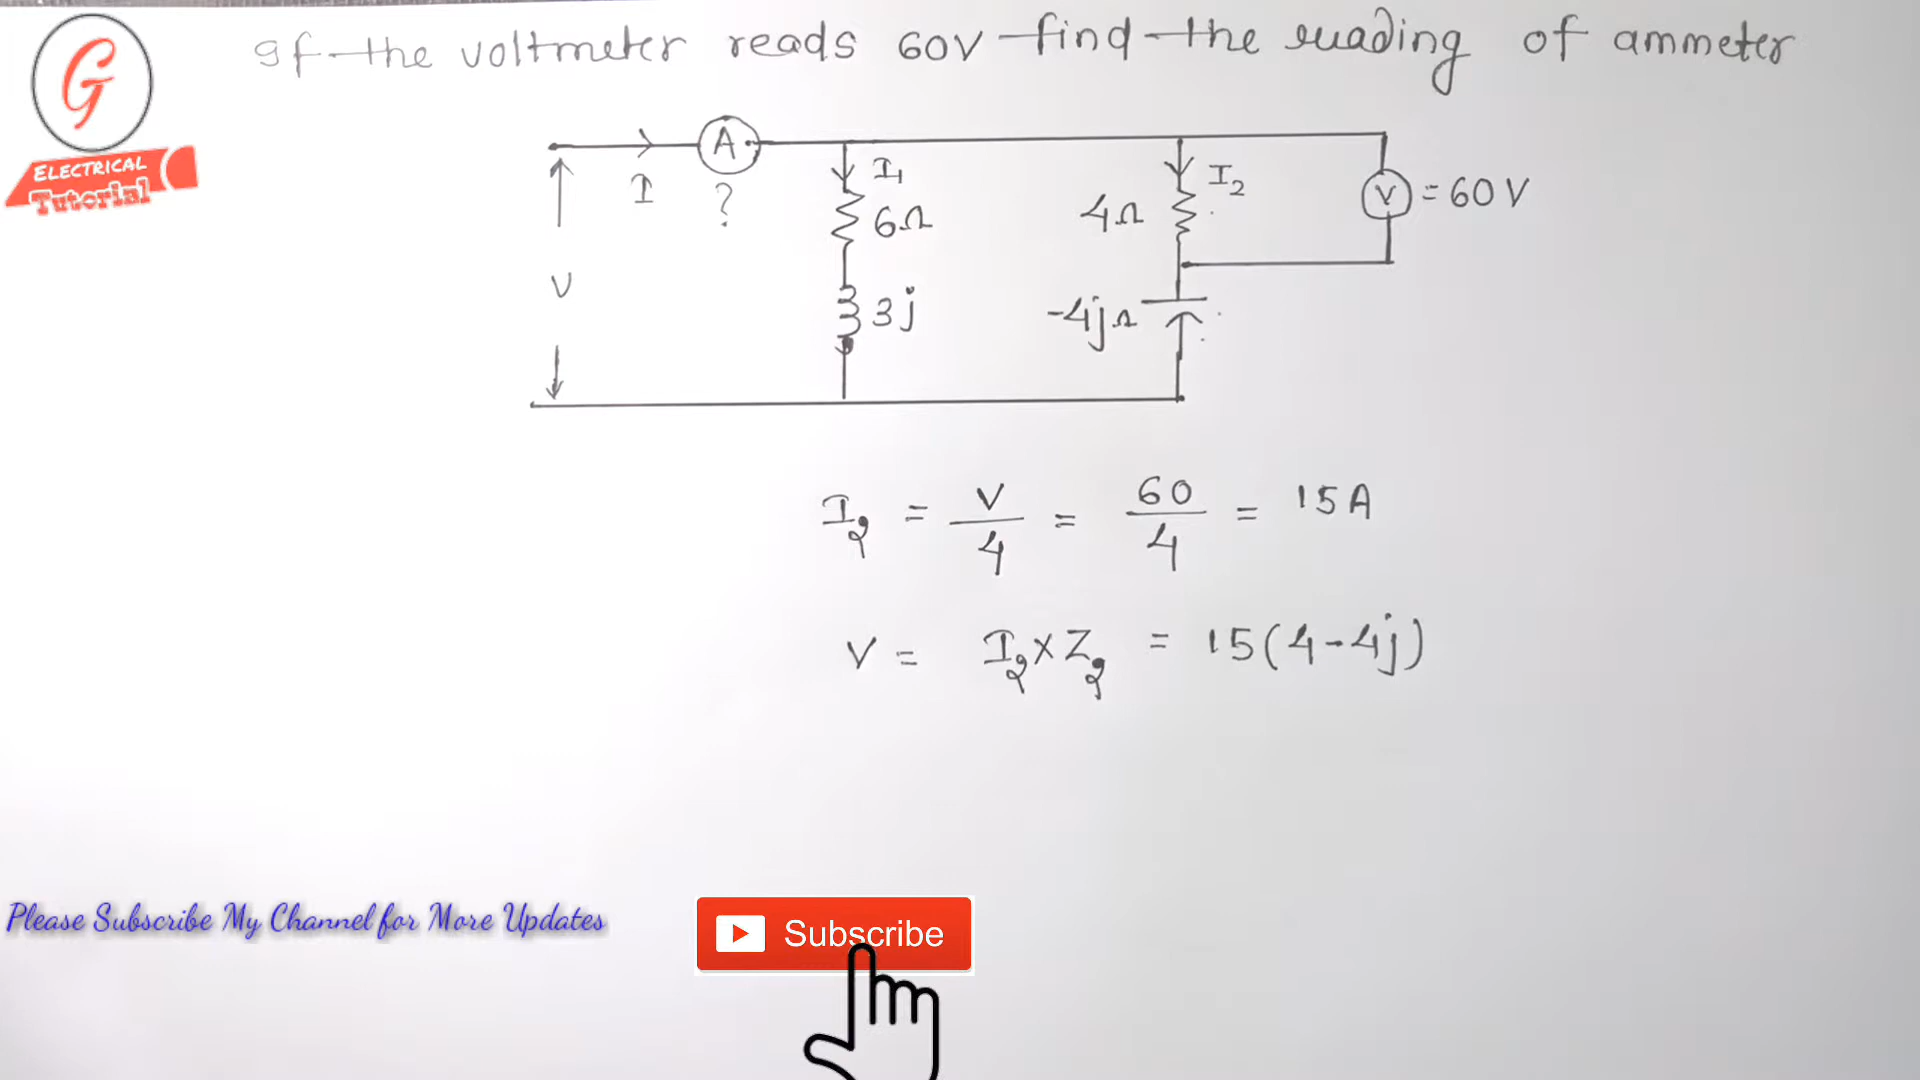 G
ELECTRICAL
Tutorial
If the voltmeter reads 60V find the reading of ammeter
A
I
?
I1
6Ω
3j
I2
4Ω
-4jΩ
V = 60V
V
I2 = V/4 = 60/4 = 15A
V = I2 x Z2 = 15(4-4j)
Please Subscribe My Channel for More Updates
Subscribe